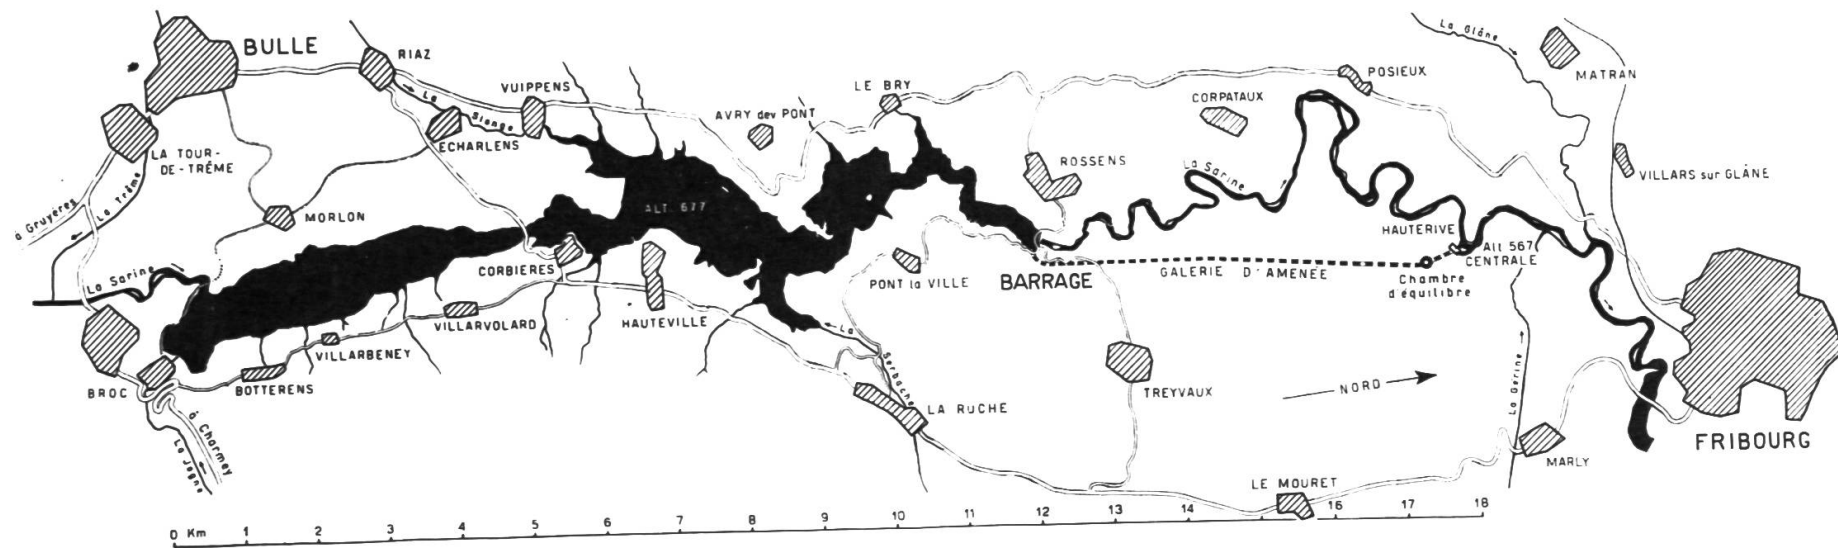 BULLE
RIAZ
La Sionge
VUIPPENS
ECHARLENS
LA TOUR-
DE-TRÊME
La Trême
à Gruyères
MORLON
La Sarine
BROC
à Charmey
La Jogne
BOTTERENS
VILLARBENEY
VILLARVOLARD
CORBIÈRES
HAUTEVILLE
ALT. 677
AVRY dev PONT
LE BRY
PONT la VILLE
La Serbache
LA RUCHE
ROSSENS
BARRAGE
GALERIE D'AMENÉE
TREYVAUX
CORPATAUX
La Sarine
POSIEUX
HAUTERIVE
Alt 567
CENTRALE
Chambre
d'équilibre
NORD
La Gérine
LE MOURET
MARLY
La Glâne
MATRAN
VILLARS sur GLÂNE
FRIBOURG
0 Km 1 2 3 4 5 6 7 8 9 10 11 12 13 14 15 16 17 18